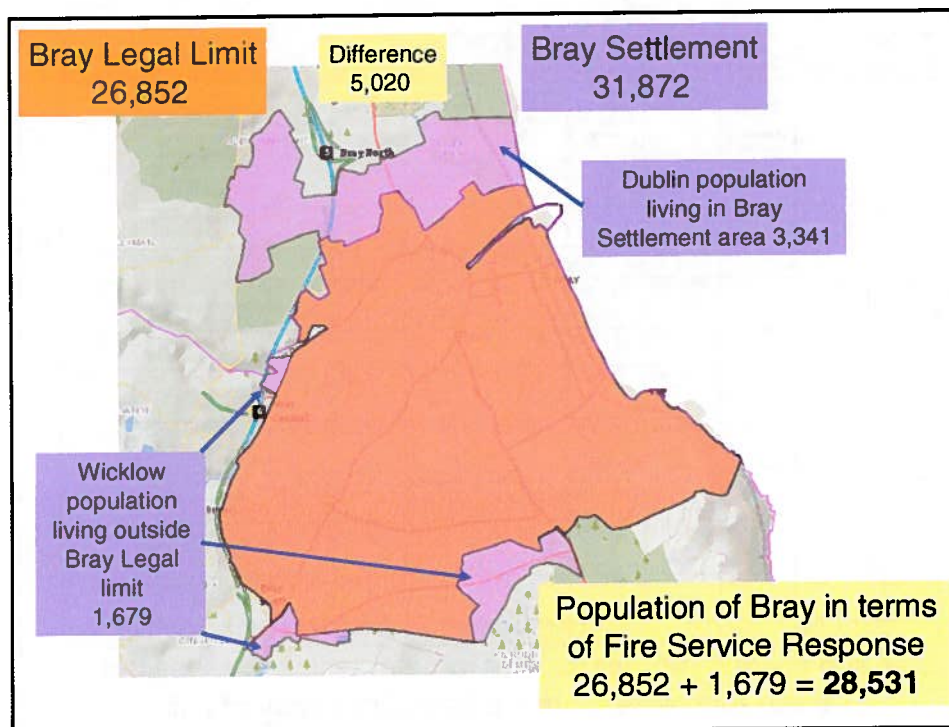 Bray Legal Limit
26,852
Difference
5,020
Bray Settlement
31,872
Bray North
Dublin population
living in Bray
Settlement area 3,341
Wicklow
population
living outside
Bray Legal
limit
1,679
Population of Bray in terms
of Fire Service Response
26,852 + 1,679 = 28,531